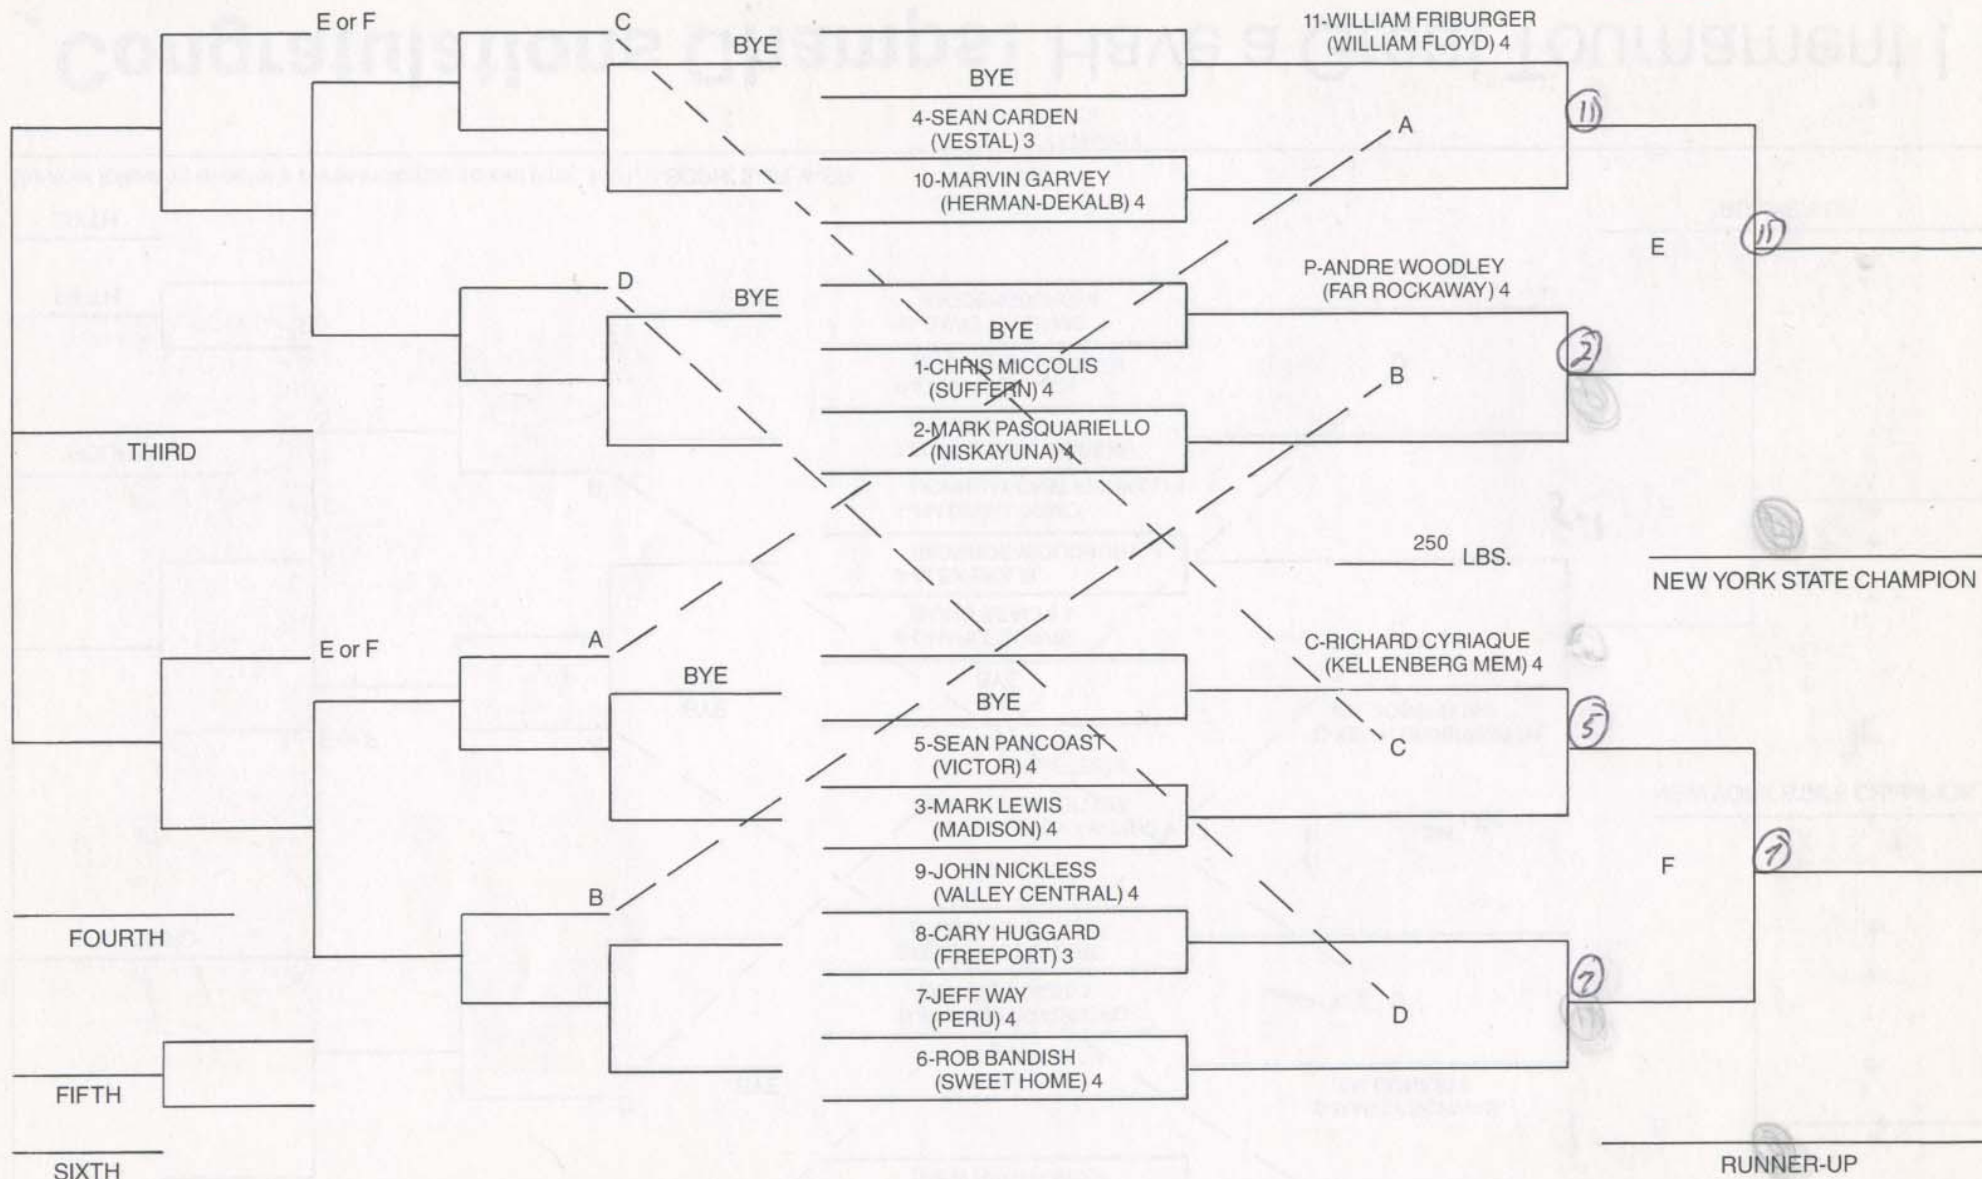 E or F
C
BYE
BYE
4-SEAN CARDEN
(VESTAL) 3
10-MARVIN GARVEY
(HERMAN-DEKALB) 4
11-WILLIAM FRIBURGER
(WILLIAM FLOYD) 4
A
11
11
E
D
BYE
BYE
1-CHRIS MICCOLIS
(SUFFERN) 4
2-MARK PASQUARIELLO
(NISKAYUNA) 4
P-ANDRE WOODLEY
(FAR ROCKAWAY) 4
2
B
THIRD
250 LBS.
NEW YORK STATE CHAMPION
E or F
A
BYE
BYE
5-SEAN PANCOAST
(VICTOR) 4
3-MARK LEWIS
(MADISON) 4
C-RICHARD CYRIAQUE
(KELLENBERG MEM) 4
5
C
F
7
B
9-JOHN NICKLESS
(VALLEY CENTRAL) 4
8-CARY HUGGARD
(FREEPORT) 3
7-JEFF WAY
(PERU) 4
6-ROB BANDISH
(SWEET HOME) 4
7
D
FOURTH
FIFTH
SIXTH
RUNNER-UP